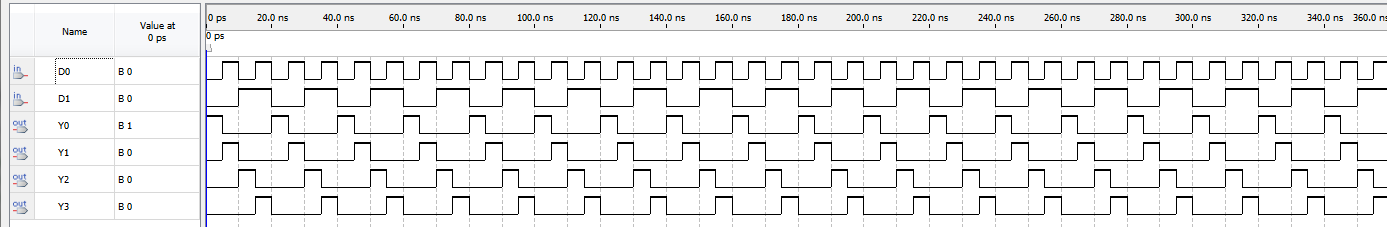 Name Value at 0 ps
0 ps 20.0 ns 40.0 ns 60.0 ns 80.0 ns 100.0 ns 120.0 ns 140.0 ns 160.0 ns 180.0 ns 200.0 ns 220.0 ns 240.0 ns 260.0 ns 280.0 ns 300.0 ns 320.0 ns 340.0 ns 360.0 ns
0 ps
in D0 B 0
in D1 B 0
out Y0 B 1
out Y1 B 0
out Y2 B 0
out Y3 B 0